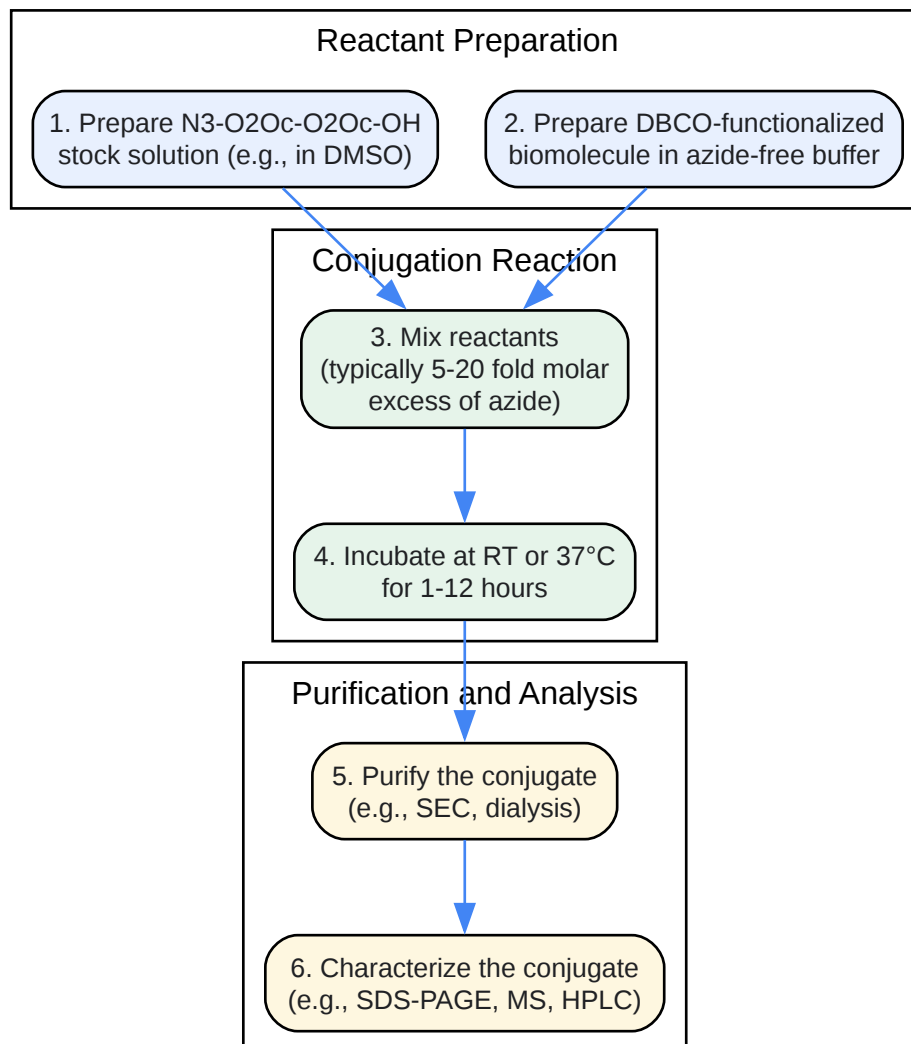 Reactant Preparation
1. Prepare N3-O2Oc-O2Oc-OH
stock solution (e.g., in DMSO)
2. Prepare DBCO-functionalized
biomolecule in azide-free buffer
Conjugation Reaction
3. Mix reactants
(typically 5-20 fold molar
excess of azide)
4. Incubate at RT or 37°C
for 1-12 hours
Purification and Analysis
5. Purify the conjugate
(e.g., SEC, dialysis)
6. Characterize the conjugate
(e.g., SDS-PAGE, MS, HPLC)